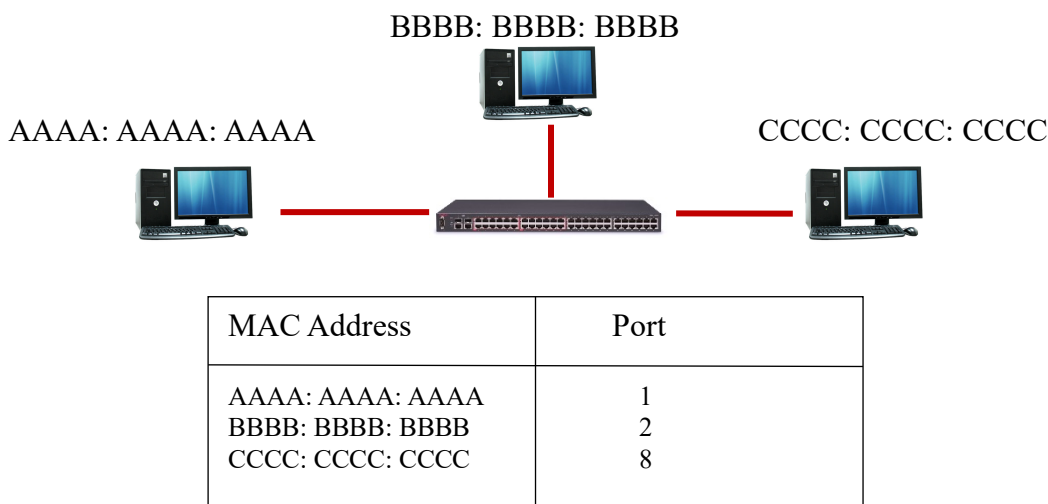 BBBB: BBBB: BBBB
AAAA: AAAA: AAAA
CCCC: CCCC: CCCC
MAC Address Port
AAAA: AAAA: AAAA 1
BBBB: BBBB: BBBB 2
CCCC: CCCC: CCCC 8